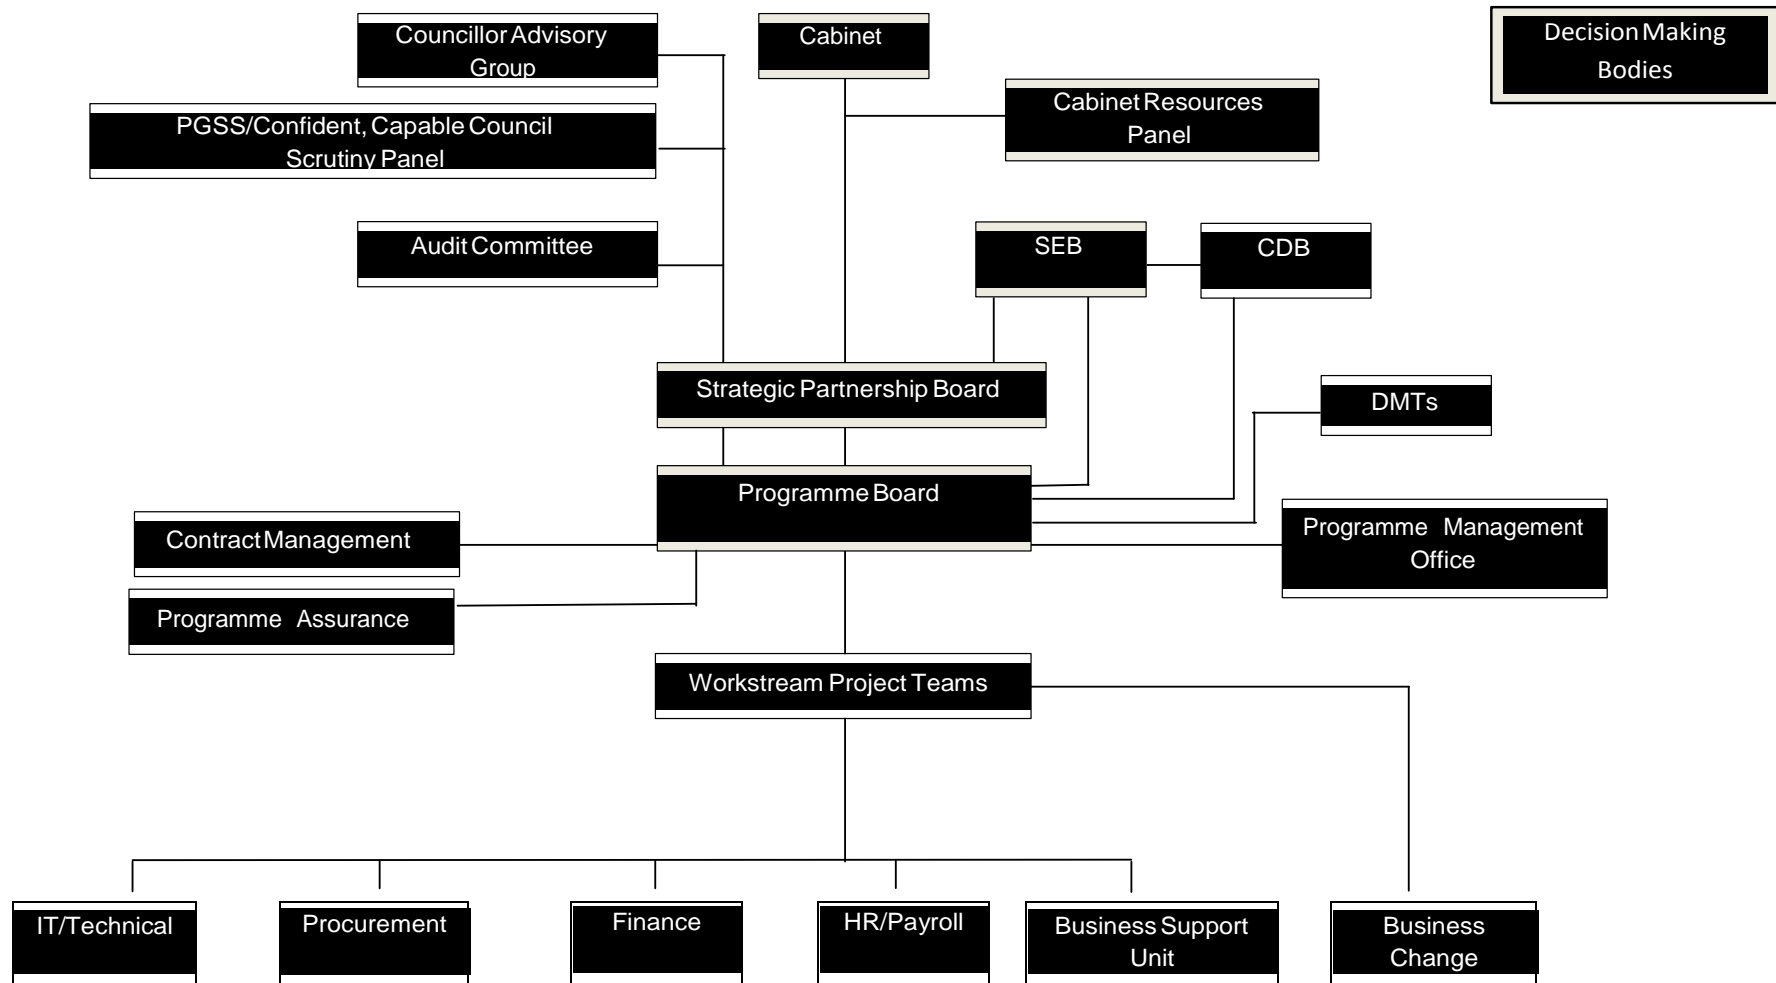 Councillor Advisory
Group
Cabinet
Decision Making
Bodies
Cabinet Resources
Panel
PGSS/Confident, Capable Council
Scrutiny Panel
Audit Committee
SEB
CDB
Strategic Partnership Board
DMTs
Programme Board
Contract Management
Programme Management
Office
Programme Assurance
Workstream Project Teams
IT/Technical
Procurement
Finance
HR/Payroll
Business Support
Unit
Business
Change